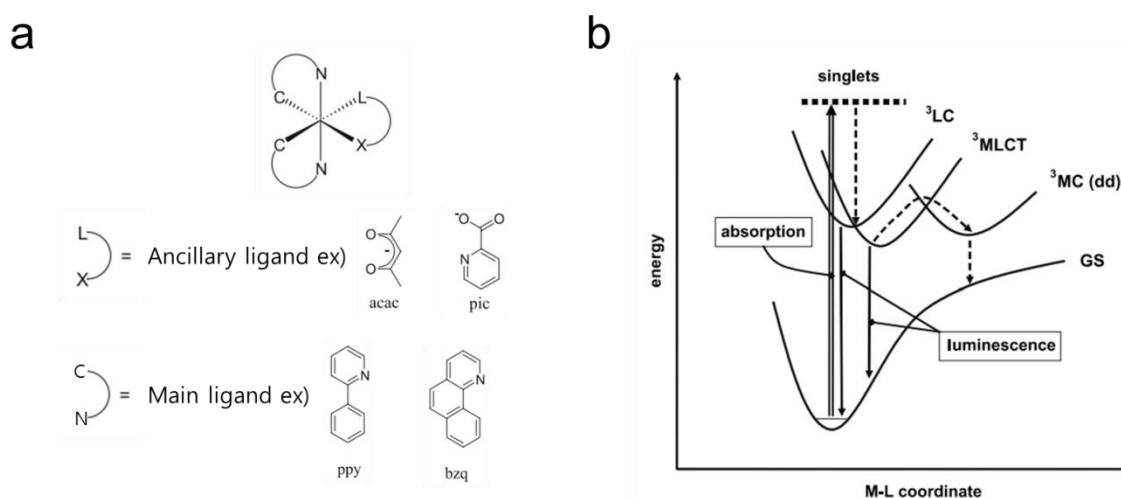 a
N
C
L
C
X
N
L
X
= Ancillary ligand ex)
O
-
O
acac
-O
O
N
pic
C
N
= Main ligand ex)
N
ppy
N
bzq
b
singlets
³LC
³MLCT
³MC (dd)
absorption
GS
luminescence
energy
M-L coordinate